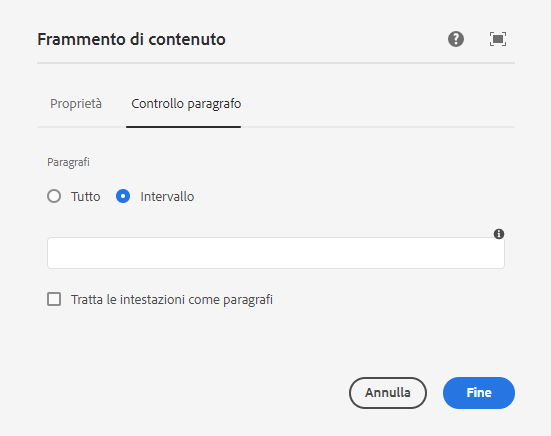 Frammento di contenuto
Proprietà Controllo paragrafo
Paragrafi
Tutto Intervallo
Tratta le intestazioni come paragrafi
Annulla Fine